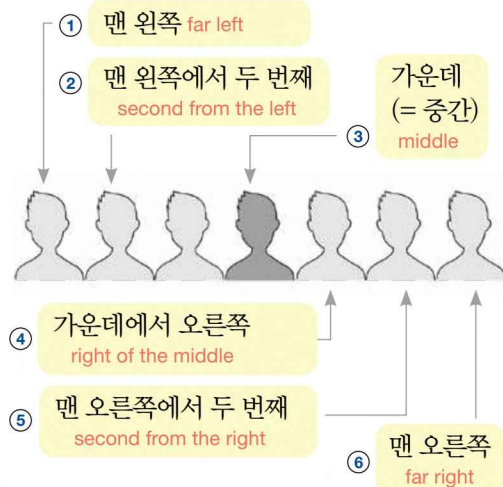 ① 맨 왼쪽 far left
② 맨 왼쪽에서 두 번째
second from the left
③ 가운데
(= 중간)
middle
④ 가운데에서 오른쪽
right of the middle
⑤ 맨 오른쪽에서 두 번째
second from the right
⑥ 맨 오른쪽
far right